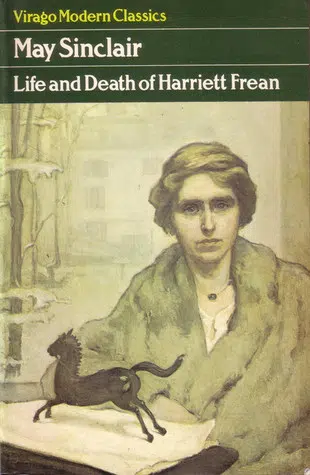 Virago Modern Classics
May Sinclair
Life and Death of Harriett Frean